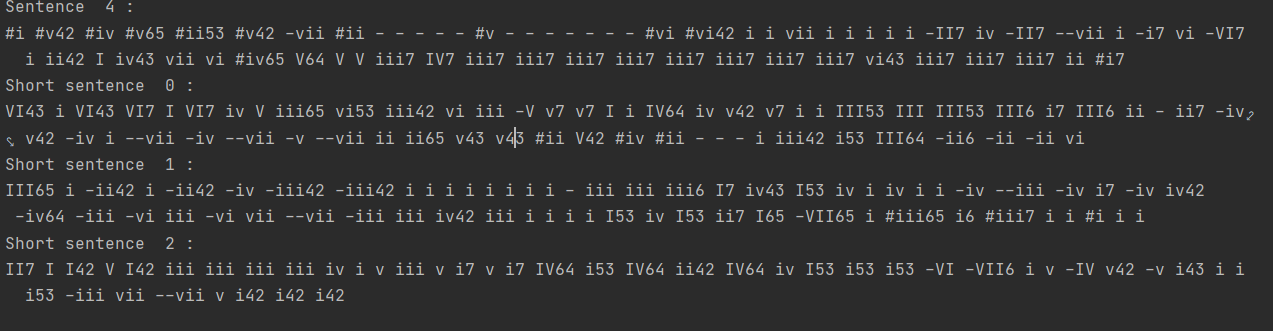 Sentence  4 :
#i #v42 #iv #v65 #ii53 #v42 -vii #ii - - - - - #v - - - - - - - #vi #vi42 i i vii i i i i i -II7 iv -II7 --vii i -i7 vi -VI7
i ii42 I iv43 vii vi #iv65 V64 V V iii7 IV7 iii7 iii7 iii7 iii7 iii7 iii7 iii7 iii7 vi43 iii7 iii7 iii7 ii #i7
Short sentence  0 :
VI43 i VI43 VI7 I VI7 iv V iii65 vi53 iii42 vi iii -V v7 v7 I i IV64 iv v42 v7 i i III53 III III53 III6 i7 III6 ii - ii7 -iv
v42 -iv i --vii -iv --vii -v --vii ii ii65 v43 v43 #ii V42 #iv #ii - - - i iii42 i53 III64 -ii6 -ii -ii vi
Short sentence  1 :
III65 i -ii42 i -ii42 -iv -iii42 -iii42 i i i i i i i i - iii iii iii6 I7 iv43 I53 iv i iv i i -iv --iii -iv i7 -iv iv42
-iv64 -iii -vi iii -vi vii --vii -iii iii iv42 iii i i i i I53 iv I53 ii7 I65 -VII65 i #iii65 i6 #iii7 i i #i i i
Short sentence  2 :
II7 I I42 V I42 iii iii iii iii iv i v iii v i7 v i7 IV64 i53 IV64 ii42 IV64 iv I53 i53 i53 -VI -VII6 i v -IV v42 -v i43 i i
i53 -iii vii --vii v i42 i42 i42